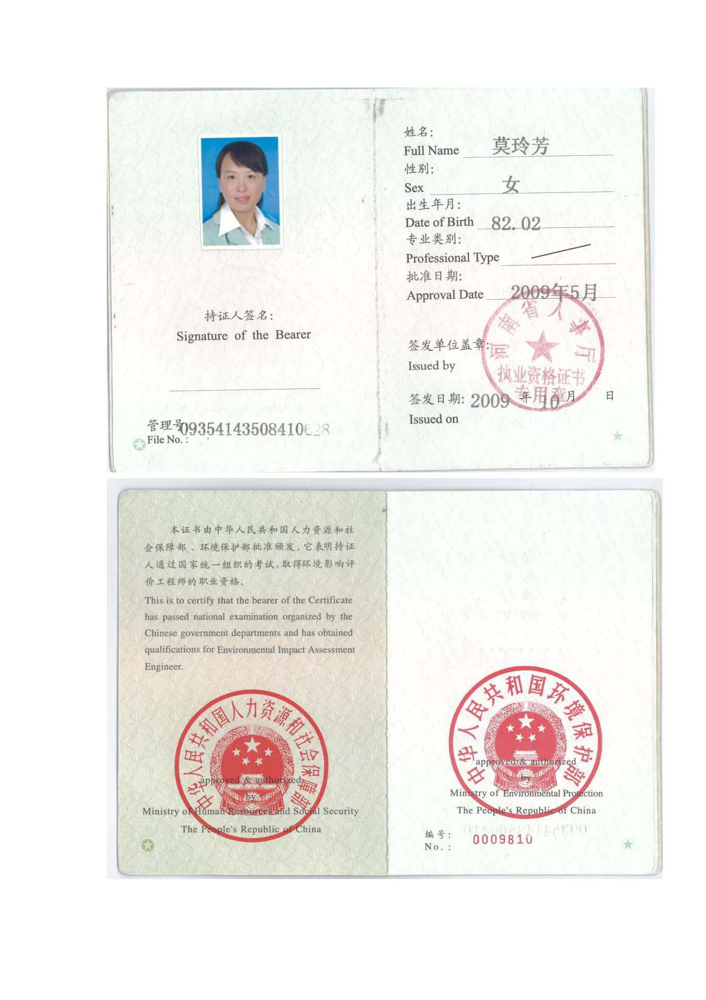 持证人签名:
Signature of the Bearer
管理号:
File No. :
09354143508410628
姓名:
Full Name 莫玲芳
性别:
Sex 女
出生年月:
Date of Birth 82.02
专业类别:
Professional Type
批准日期:
Approval Date 2009年5月
签发单位盖章:
Issued by
河南省人事厅
执业资格证书
专用章
签发日期: 2009 年 10 月 日
Issued on
本证书由中华人民共和国人力资源和社
会保障部、环境保护部批准颁发。它表明持证
人通过国家统一组织的考试,取得环境影响评
价工程师的职业资格。
This is to certify that the bearer of the Certificate
has passed national examination organized by the
Chinese government departments and has obtained
qualifications for Environmental Impact Assessment
Engineer.
中华人民共和国人力资源和社会保障部
approved & authorized
by
Ministry of Human Resources and Social Security
The People's Republic of China
中华人民共和国环境保护部
approved & authorized
by
Ministry of Environmental Protection
The People's Republic of China
编号:
No. :
0009810